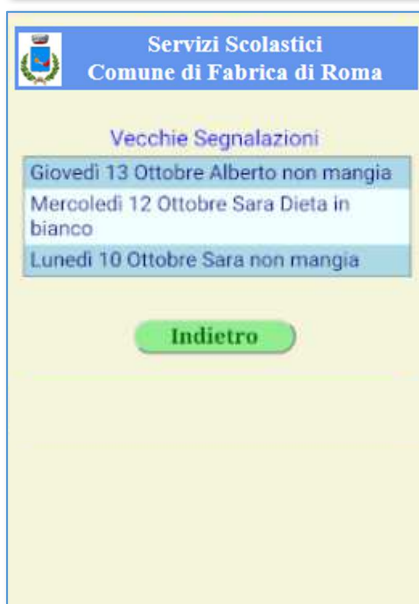 Servizi Scolastici
Comune di Fabrica di Roma
Vecchie Segnalazioni
Giovedì 13 Ottobre Alberto non mangia
Mercoledì 12 Ottobre Sara Dieta in
bianco
Lunedì 10 Ottobre Sara non mangia
Indietro